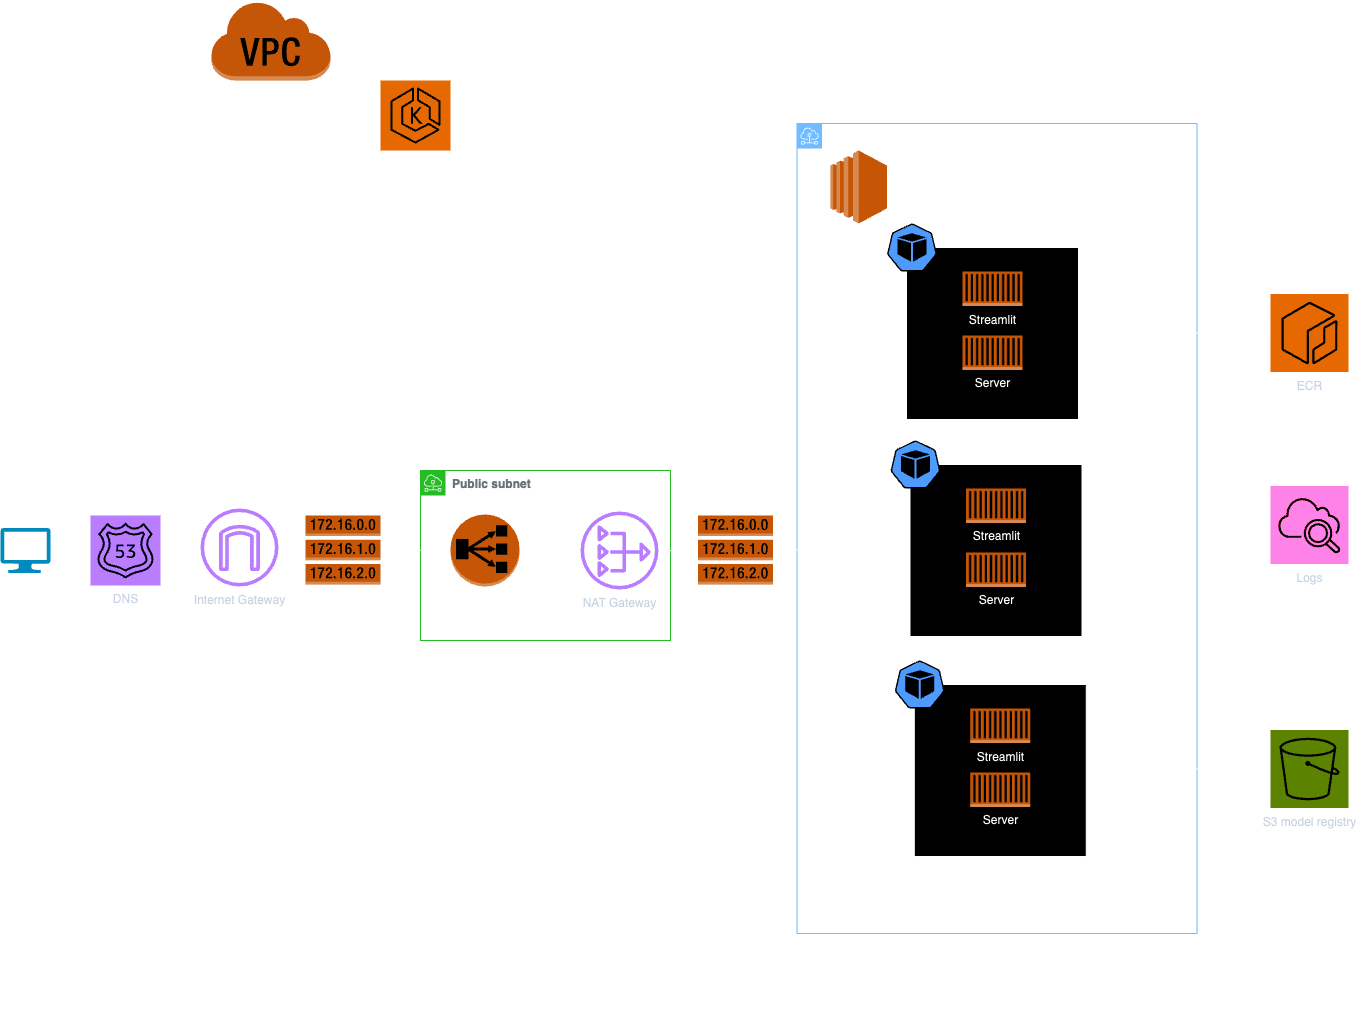 VPC
K
Streamlit
Server
ECR
Public subnet
53
DNS
Internet Gateway
172.16.0.0
172.16.1.0
172.16.2.0
NAT Gateway
172.16.0.0
172.16.1.0
172.16.2.0
Streamlit
Server
Logs
Streamlit
Server
S3 model registry